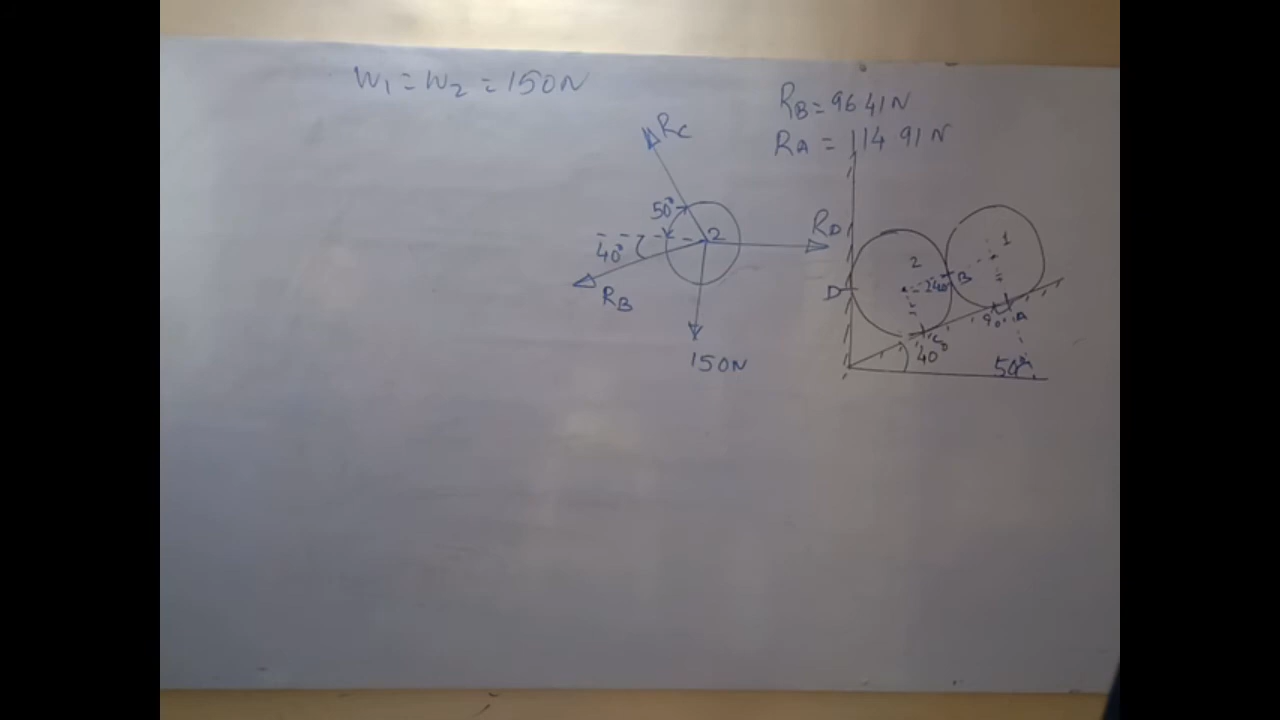 W1 = W2 = 150N
RB = 96.41N
RA = 114.91N
RC
50°
2
40°
RD
RB
150N
1
2
D
40°
B
90°
A
C
40°
50°